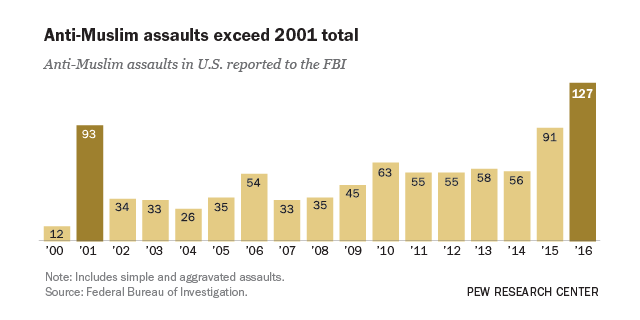 Anti-Muslim assaults exceed 2001 total
Anti-Muslim assaults in U.S. reported to the FBI
12 93 34 33 26 35 54 33 35 45 63 55 55 58 56 91 127
’00 ’01 ’02 ’03 ’04 ’05 ’06 ’07 ’08 ’09 ’10 ’11 ’12 ’13 ’14 ’15 ’16
Note: Includes simple and aggravated assaults.
Source: Federal Bureau of Investigation.
PEW RESEARCH CENTER